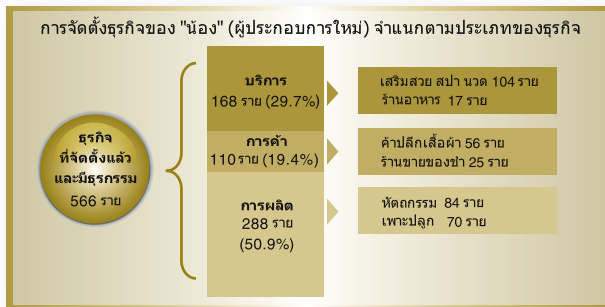 การจัดตั้งธุรกิจของ "น้อง" (ผู้ประกอบการใหม่) จำแนกตามประเภทของธุรกิจ
ธุรกิจ
ที่จัดตั้งแล้ว
และมีธุรกรรม
566 ราย
บริการ
168 ราย (29.7%)
เสริมสวย สปา นวด 104 ราย
ร้านอาหาร 17 ราย
การค้า
110 ราย (19.4%)
ค้าปลีกเสื้อผ้า 56 ราย
ร้านขายของชำ 25 ราย
การผลิต
288 ราย
(50.9%)
หัตถกรรม 84 ราย
เพาะปลูก 70 ราย